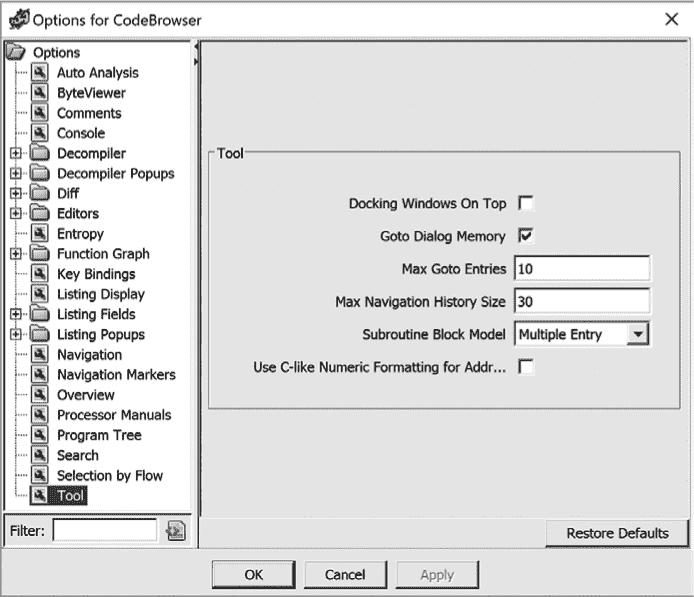 Options for CodeBrowser
Options
Auto Analysis
ByteViewer
Comments
Console
Decompiler
Decompiler Popups
Diff
Editors
Entropy
Function Graph
Key Bindings
Listing Display
Listing Fields
Listing Popups
Navigation
Navigation Markers
Overview
Processor Manuals
Program Tree
Search
Selection by Flow
Tool
Filter:
Tool
Docking Windows On Top
Goto Dialog Memory
Max Goto Entries 10
Max Navigation History Size 30
Subroutine Block Model Multiple Entry
Use C-like Numeric Formatting for Addr...
Restore Defaults
OK Cancel Apply